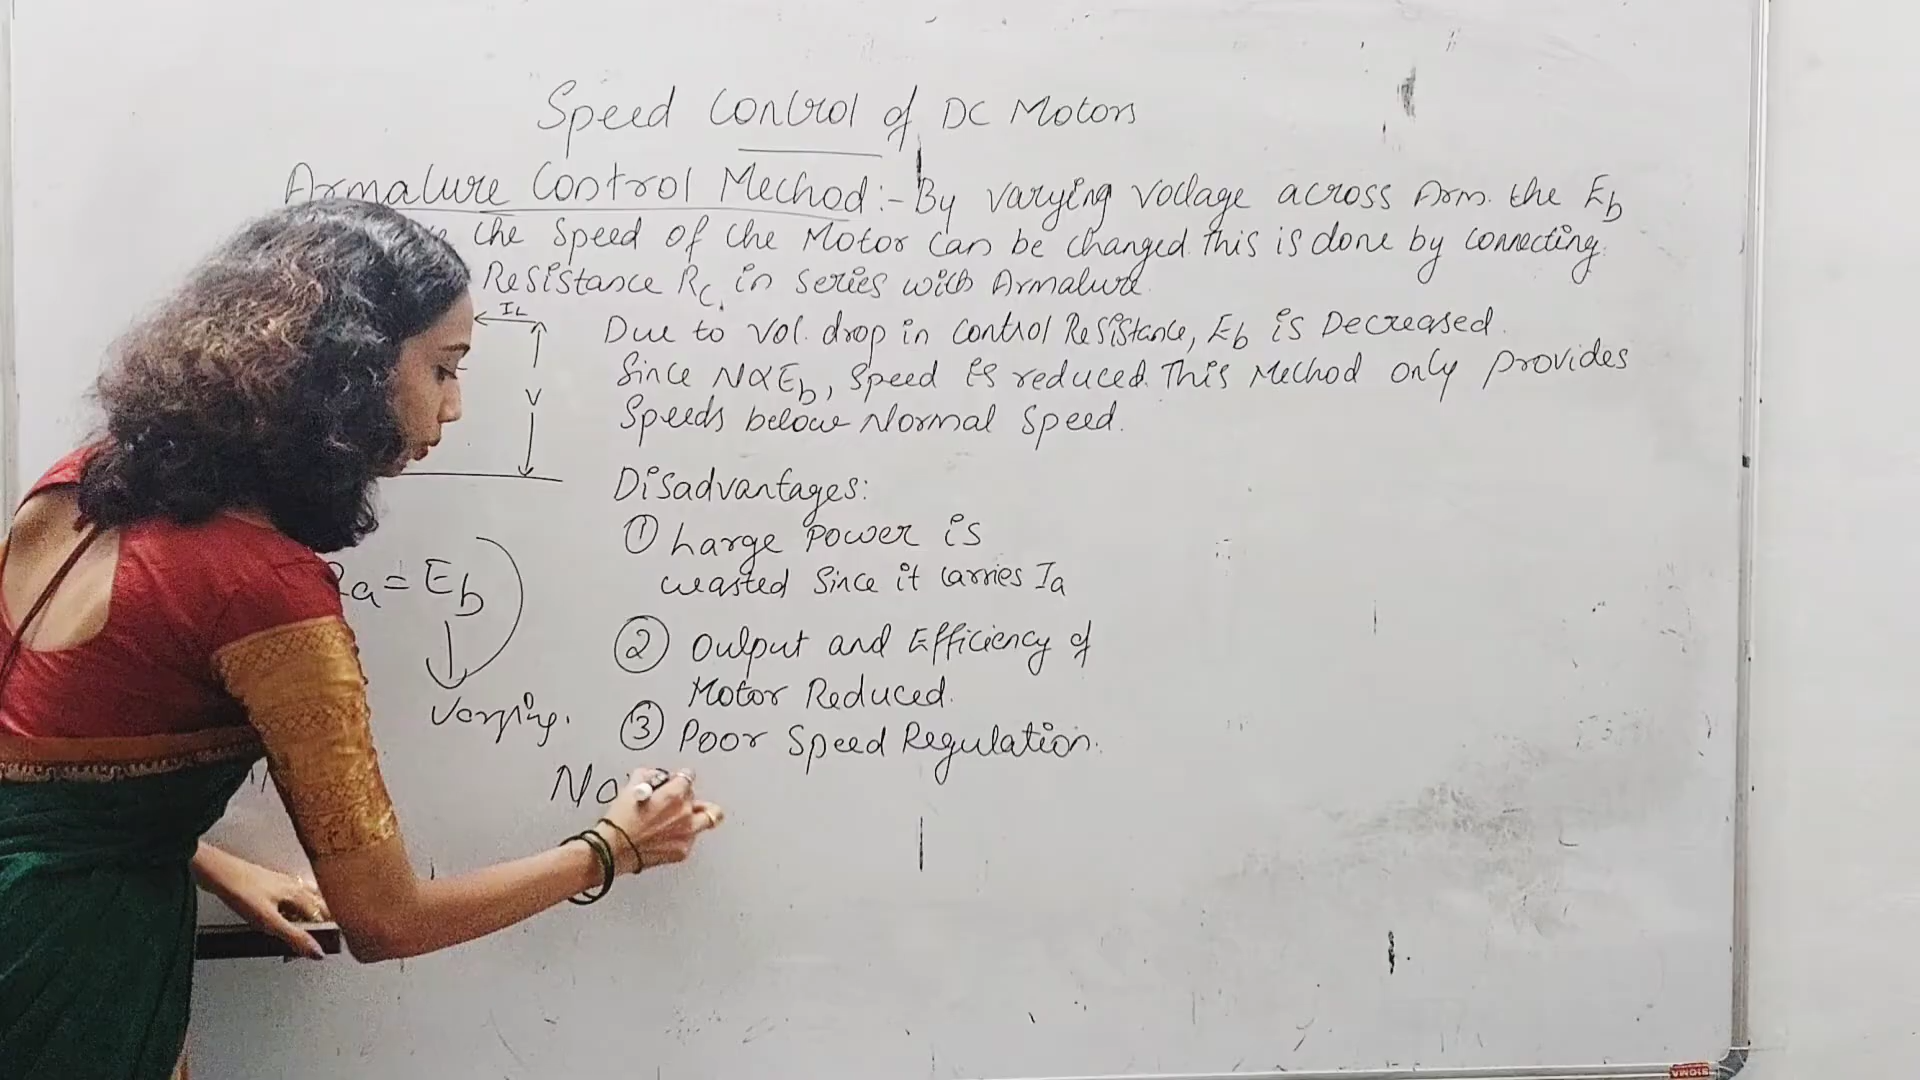 Speed Control of DC Motors
Armature Control Method:- By varying Voltage across Arm. the Eb
the Speed of the Motor Can be changed. this is done by connecting
Resistance Rc in series with Armature.
IL
Due to vol. drop in control Resistance, Eb is Decreased.
V
Since N∝Eb, Speed is reduced. This Method only provides
Speeds below Normal Speed.
Disadvantages:
① Large Power is
wasted Since it carries Ia
Ra = Eb
② Output and Efficiency of
Motor Reduced.
Varying.
③ Poor Speed Regulation.
SIGMA